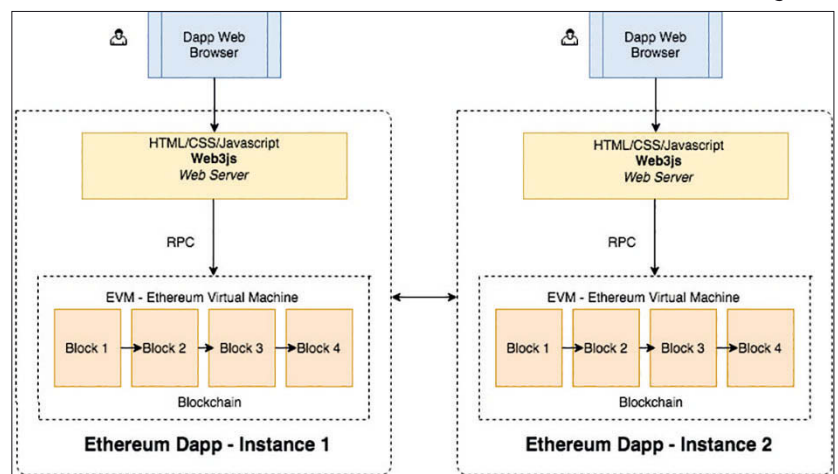 Dapp Web
Browser
HTML/CSS/Javascript
Web3js
Web Server
RPC
EVM - Ethereum Virtual Machine
Block 1
Block 2
Block 3
Block 4
Blockchain
Ethereum Dapp - Instance 1
Dapp Web
Browser
HTML/CSS/Javascript
Web3js
Web Server
RPC
EVM - Ethereum Virtual Machine
Block 1
Block 2
Block 3
Block 4
Blockchain
Ethereum Dapp - Instance 2